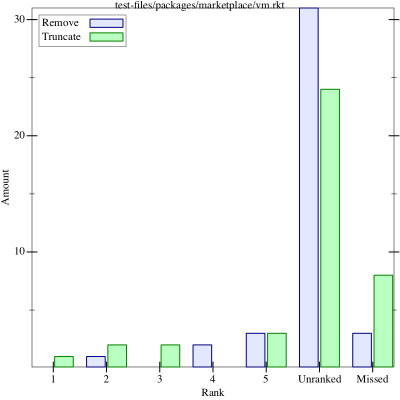 test-files/packages/marketplace/vm.rkt
Remove
Truncate
30
20
10
Amount
1 2 3 4 5 Unranked Missed
Rank